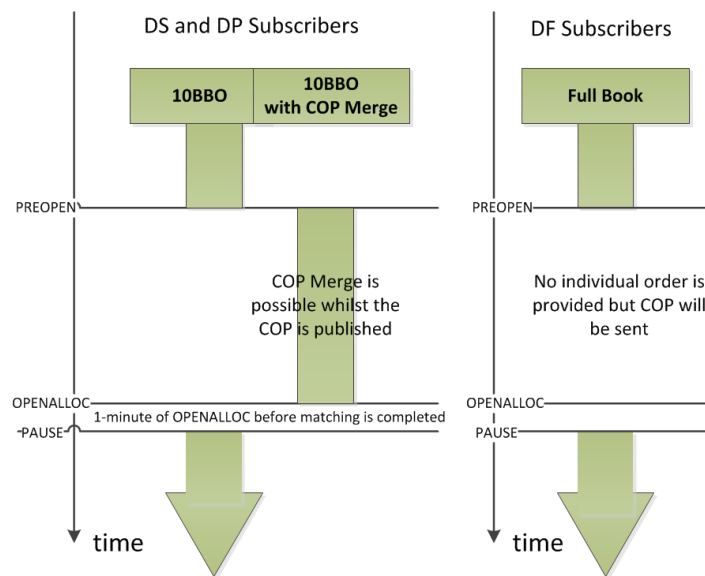 DS and DP Subscribers
10BBO
10BBO
with COP Merge
PREOPEN
COP Merge is
possible whilst the
COP is published
OPENALLOC
1-minute of OPENALLOC before matching is completed
PAUSE
time
DF Subscribers
Full Book
PREOPEN
No individual order is
provided but COP will
be sent
OPENALLOC
PAUSE
time